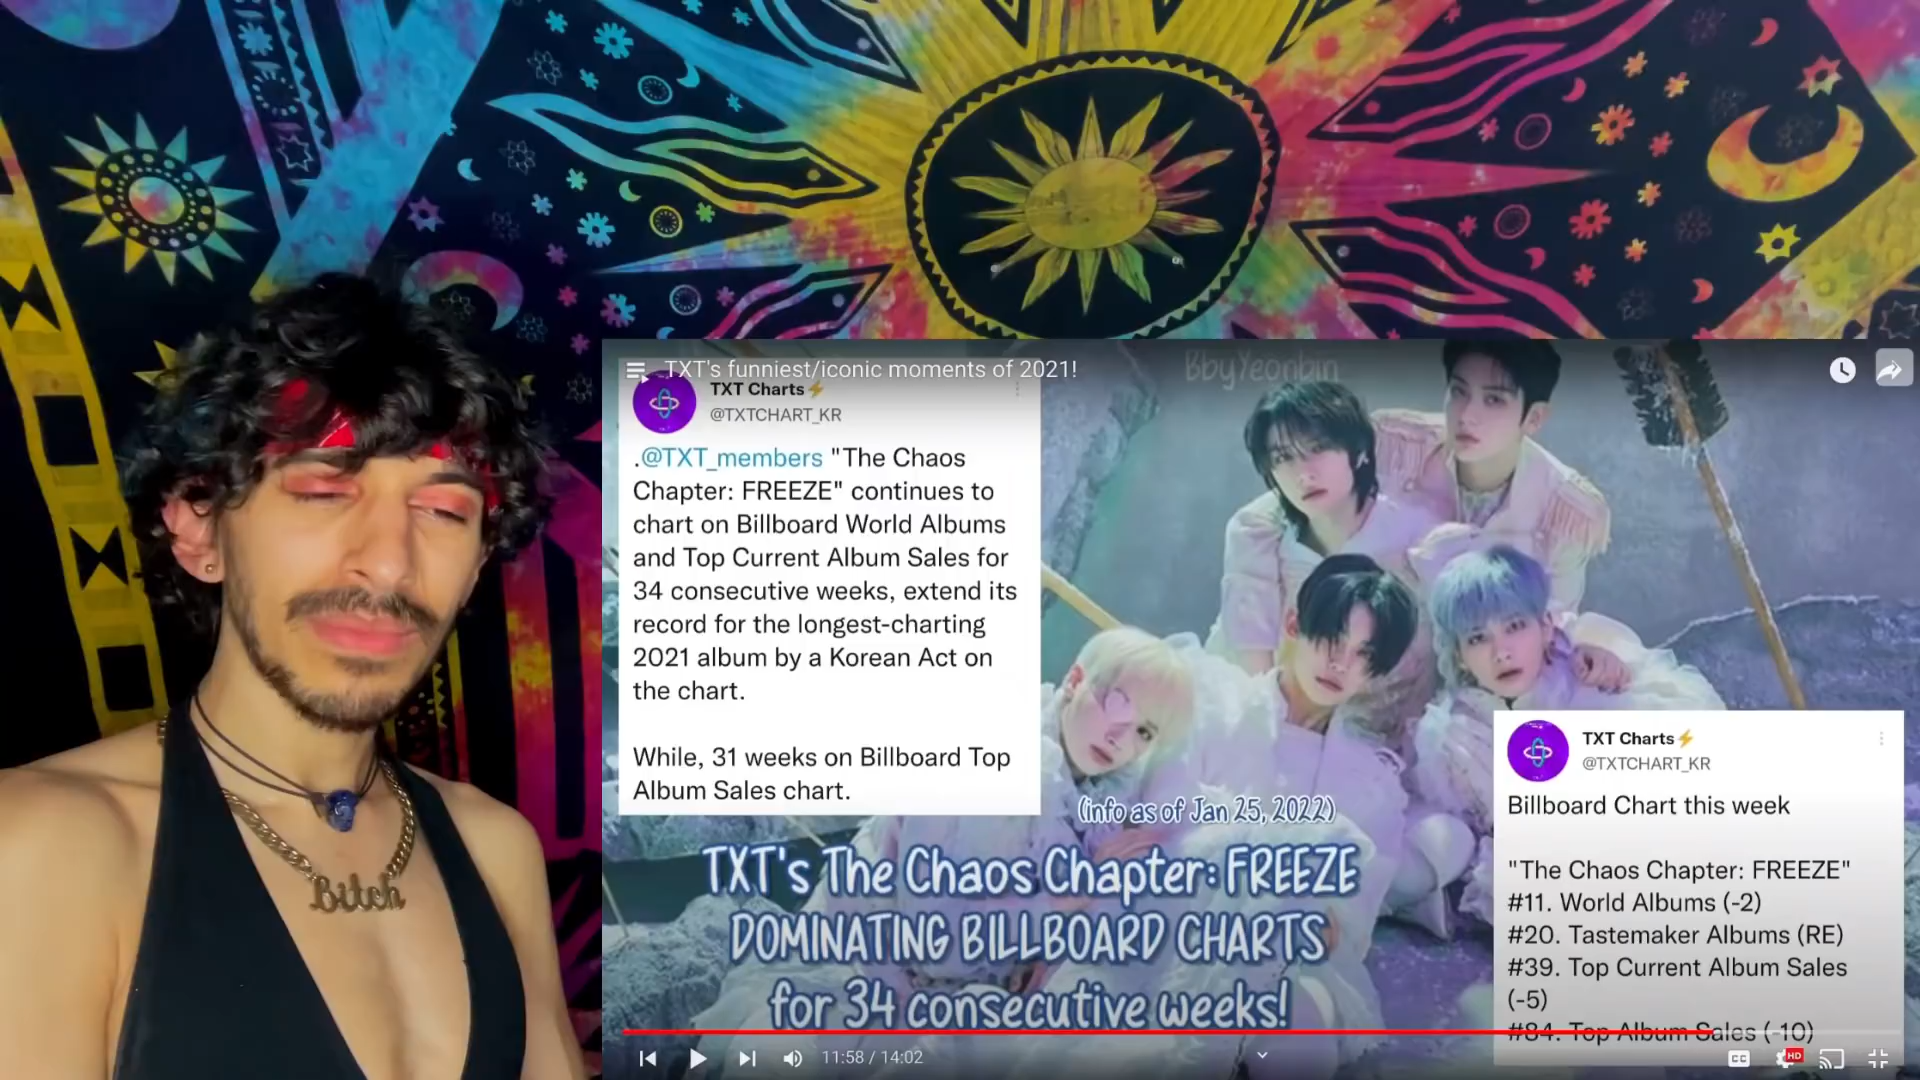 TXT's funniest/iconic moments of 2021!
BbyYeonbin
TXT Charts⚡
@TXTCHART_KR
.@TXT_members "The Chaos
Chapter: FREEZE" continues to
chart on Billboard World Albums
and Top Current Album Sales for
34 consecutive weeks, extend its
record for the longest-charting
2021 album by a Korean Act on
the chart.
While, 31 weeks on Billboard Top
Album Sales chart.
(info as of Jan 25, 2022)
TXT's The Chaos Chapter: FREEZE
DOMINATING BILLBOARD CHARTS
for 34 consecutive weeks!
TXT Charts⚡
@TXTCHART_KR
Billboard Chart this week
"The Chaos Chapter: FREEZE"
#11. World Albums (-2)
#20. Tastemaker Albums (RE)
#39. Top Current Album Sales
(-5)
#84. Top Album Sales (-10)
11:58 / 14:02
CC
HD
Bitch